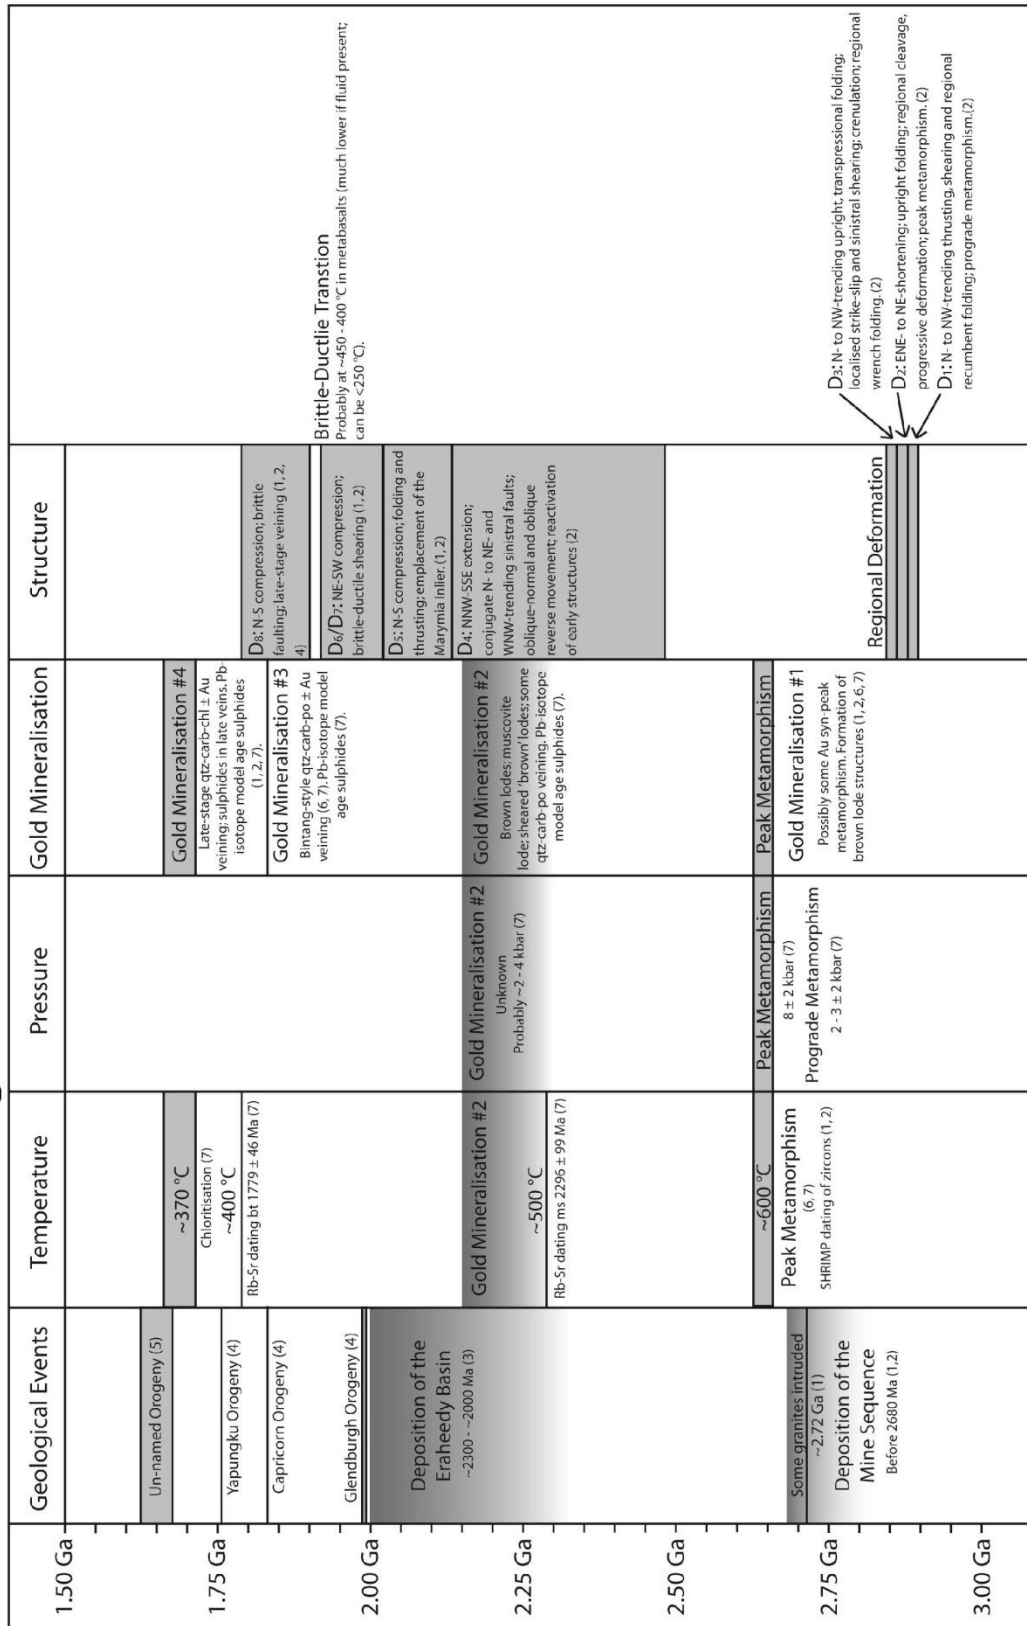 Geological Events
Temperature
Pressure
Gold Mineralisation
Structure
1.50 Ga
1.75 Ga
2.00 Ga
2.25 Ga
2.50 Ga
2.75 Ga
3.00 Ga
Un-named Orogeny (5)
Yapungku Orogeny (4)
Capricorn Orogeny (4)
Glendburgh Orogeny (4)
Deposition of the
Eraheedy Basin
~2300 - ~2000 Ma (3)
Some granites intruded
~2.72 Ga (1)
Deposition of the
Mine Sequence
Before 2680 Ma (1,2)
~370 °C
Chloritisation (7)
~400 °C
Rb-Sr dating bt 1779 ± 46 Ma (7)
Gold Mineralisation #2
~500 °C
Rb-Sr dating ms 2296 ± 99 Ma (7)
~600 °C
Peak Metamorphism
(6,7)
SHRIMP dating of zircons (1, 2)
Gold Mineralisation #2
Unknown
Probably ~2 - 4 kbar (7)
Peak Metamorphism
8 ± 2 kbar (7)
Prograde Metamorphism
2 - 3 ± 2 kbar (7)
Gold Mineralisation #4
Late-stage qtz-carb-chl ± Au
veining; sulphides in late veins. Pb-
isotope model age sulphides
(1, 2, 7).
Gold Mineralisation #3
Bintang-style qtz-carb-po ± Au
veining (6, 7). Pb-isotope model
age sulphides (7).
Gold Mineralisation #2
Brown lodes; muscovite
lode; sheared 'brown' lodes; some
qtz-carb-po veining. Pb-isotope
model age sulphides (7).
Peak Metamorphism
Gold Mineralisation #1
Possibly some Au syn-peak
metamorphism. Formation of
brown lode structures (1, 2, 6, 7)
D8: N-S compression; brittle
faulting; late-stage veining (1, 2,
4)
Brittle-Ductlie Transtion
Probably at ~450 - 400 °C in metabasalts (much lower if fluid present;
can be <250 °C).
D6/D7: NE-SW compression;
brittle-ductile shearing (1, 2)
D5: N-S compression; folding and
thrusting; emplacement of the
Marymia Inlier. (1, 2)
D4: NNW-SSE extension;
conjugate N- to NE- and
WNW-trending sinistral faults;
oblique-normal and oblique
reverse movement; reactivation
of early structures (2)
Regional Deformation
D3: N- to NW-trending upright, transpressional folding;
localised strike-slip and sinistral shearing; crenulation; regional
wrench folding. (2)
D2: ENE- to NE-shortening; upright folding; regional cleavage,
progressive deformation; peak metamorphism. (2)
D1: N- to NW-trending thrusting, shearing and regional
recumbent folding; prograde metamorphism. (2)